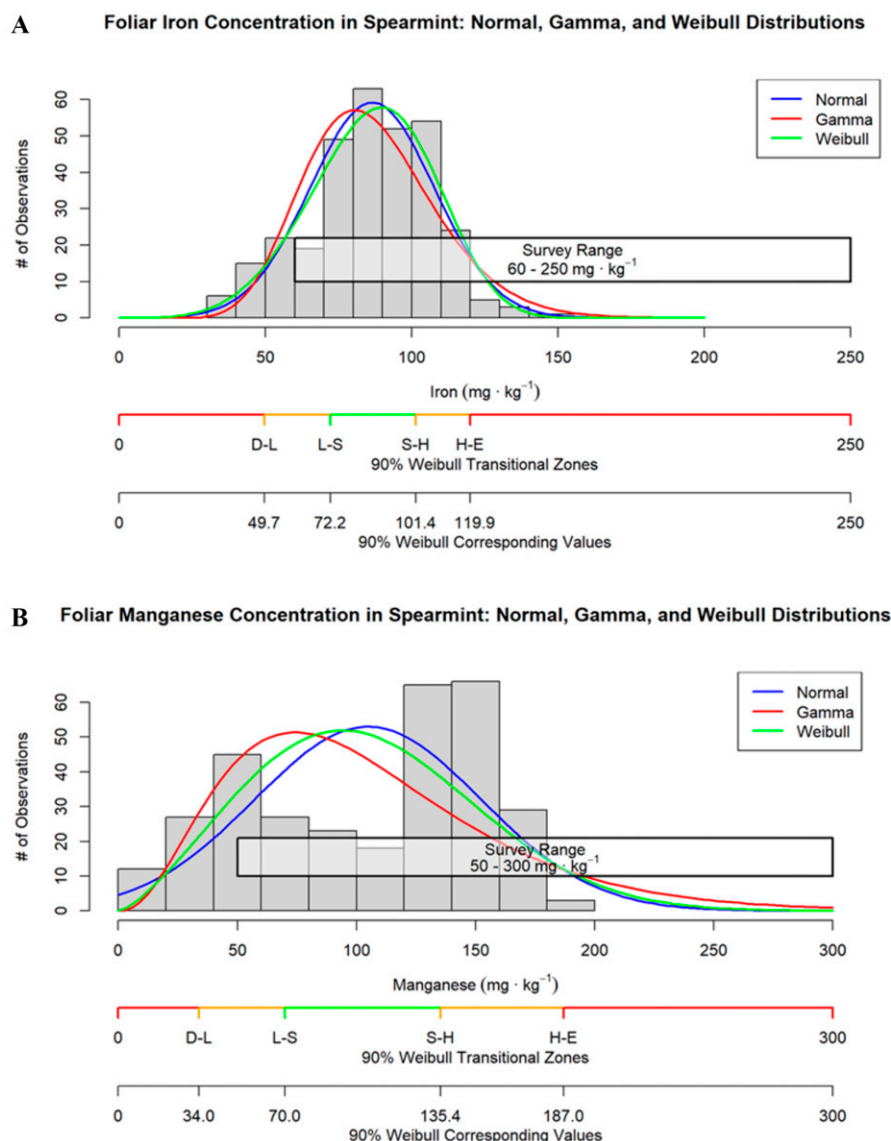 A
Foliar Iron Concentration in Spearmint: Normal, Gamma, and Weibull Distributions
# of Observations
60
50
40
30
20
10
0
Normal
Gamma
Weibull
Survey Range
60 - 250 mg · kg⁻¹
0 50 100 150 200 250
Iron (mg · kg⁻¹)
0 D-L L-S S-H H-E 250
90% Weibull Transitional Zones
0 49.7 72.2 101.4 119.9 250
90% Weibull Corresponding Values
B
Foliar Manganese Concentration in Spearmint: Normal, Gamma, and Weibull Distributions
# of Observations
60
50
40
30
20
10
0
Normal
Gamma
Weibull
Survey Range
50 - 300 mg · kg⁻¹
0 50 100 150 200 250 300
Manganese (mg · kg⁻¹)
0 D-L L-S S-H H-E 300
90% Weibull Transitional Zones
0 34.0 70.0 135.4 187.0 300
90% Weibull Corresponding Values